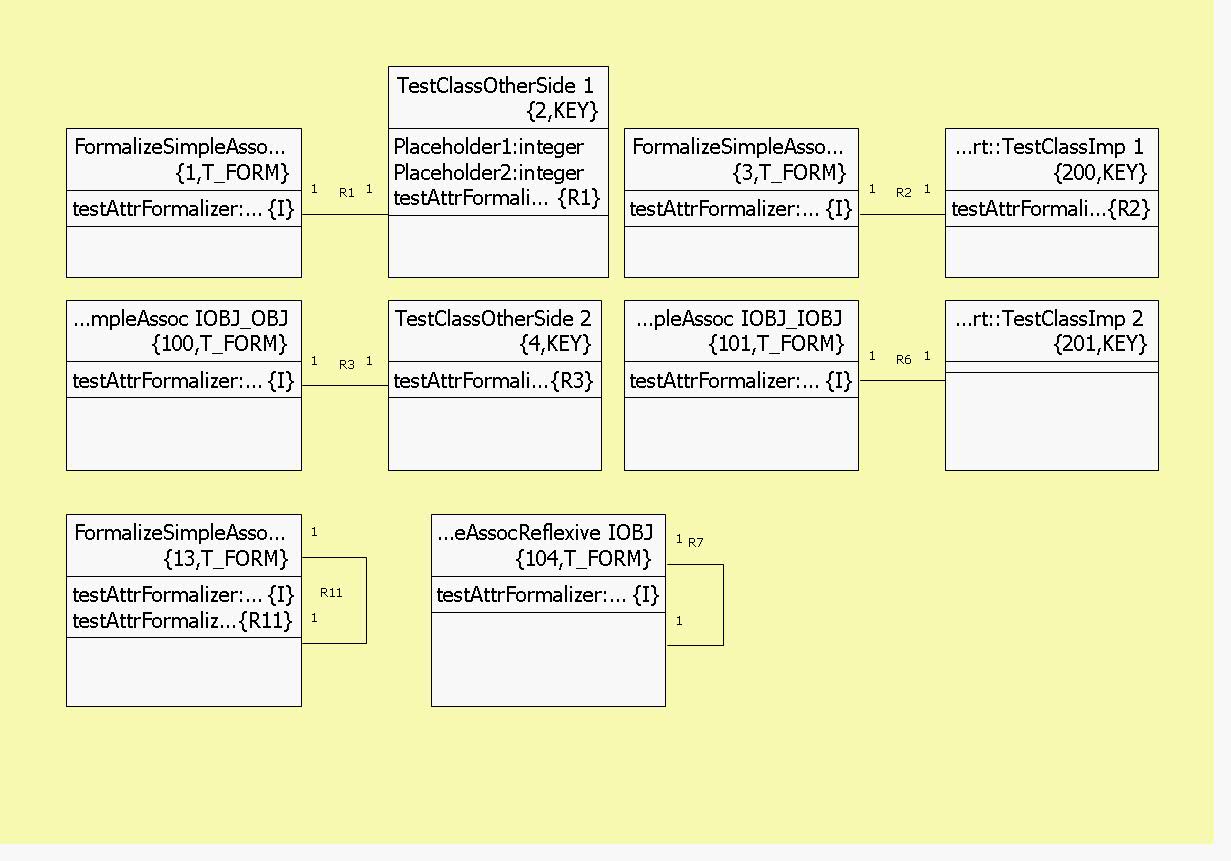 TestClassOtherSide 1
{2,KEY}
Placeholder1:integer
Placeholder2:integer
testAttrFormali... {R1}
FormalizeSimpleAsso...
{1,T_FORM}
testAttrFormalizer:... {I}
1 R1 1
FormalizeSimpleAsso...
{3,T_FORM}
testAttrFormalizer:... {I}
1 R2 1
...rt::TestClassImp 1
{200,KEY}
testAttrFormali...{R2}
...mpleAssoc IOBJ_OBJ
{100,T_FORM}
testAttrFormalizer:... {I}
1 R3 1
TestClassOtherSide 2
{4,KEY}
testAttrFormali...{R3}
...pleAssoc IOBJ_IOBJ
{101,T_FORM}
testAttrFormalizer:... {I}
1 R6 1
...rt::TestClassImp 2
{201,KEY}
FormalizeSimpleAsso...
{13,T_FORM}
testAttrFormalizer:... {I}
testAttrFormaliz...{R11}
1
R11
1
...eAssocReflexive IOBJ
{104,T_FORM}
testAttrFormalizer:... {I}
1 R7
1